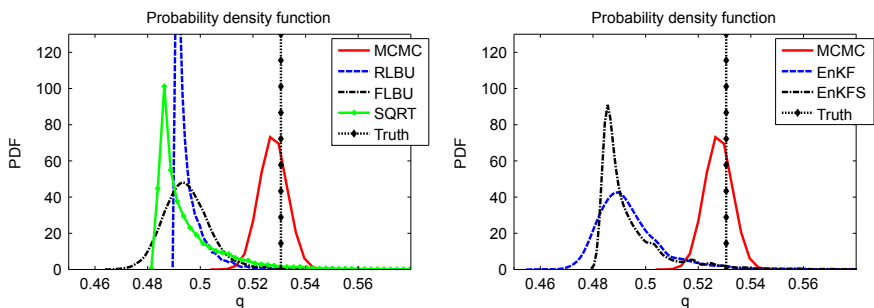 Probability density function
120
100
80
60
40
20
0
PDF
0.46
0.48
0.5
0.52
0.54
0.56
q
MCMC
RLBU
FLBU
SQRT
Truth
Probability density function
120
100
80
60
40
20
0
PDF
0.46
0.48
0.5
0.52
0.54
0.56
q
MCMC
EnKF
EnKFS
Truth